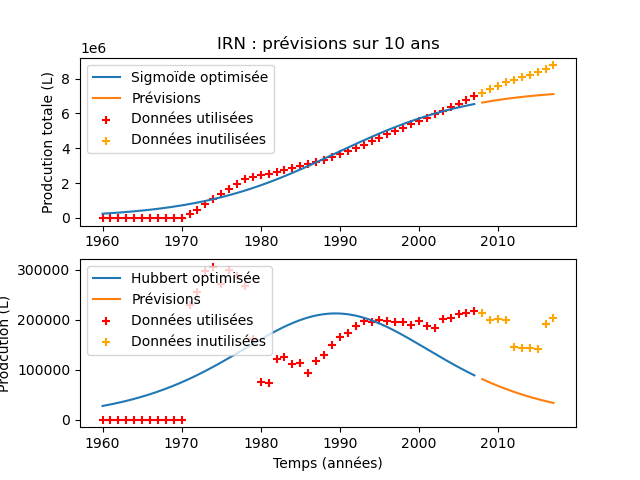 IRN : prévisions sur 10 ans
1e6
Prodcution totale (L)
8
6
4
2
0
Sigmoïde optimisée
Prévisions
Données utilisées
Données inutilisées
1960 1970 1980 1990 2000 2010
Prodcution (L)
300000
200000
100000
0
Hubbert optimisée
Prévisions
Données utilisées
Données inutilisées
1960 1970 1980 1990 2000 2010
Temps (années)